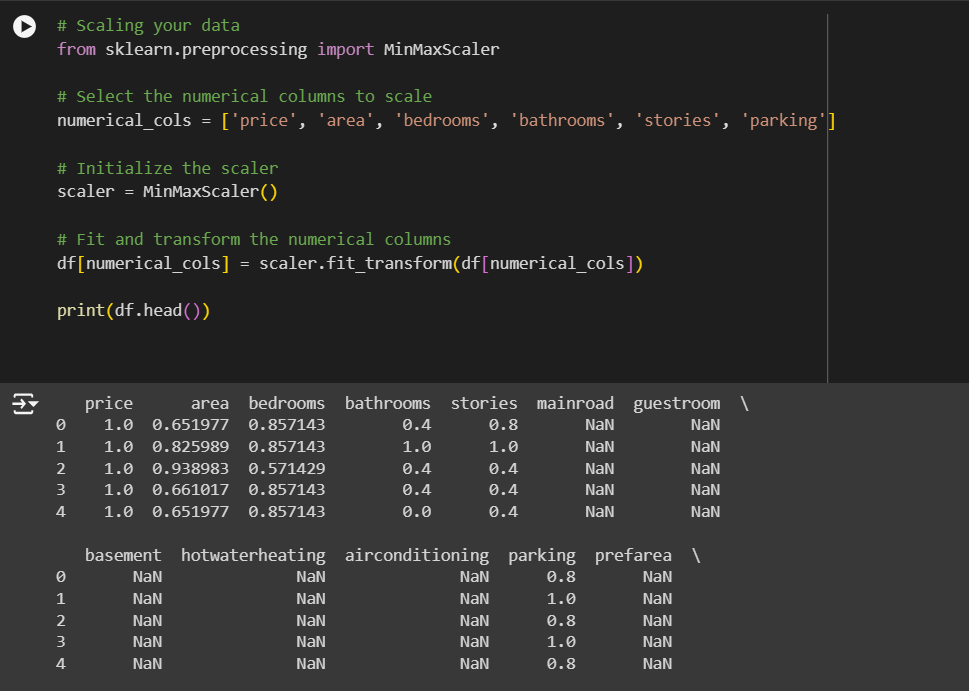 # Scaling your data
from sklearn.preprocessing import MinMaxScaler
# Select the numerical columns to scale
numerical_cols = ['price', 'area', 'bedrooms', 'bathrooms', 'stories', 'parking']
# Initialize the scaler
scaler = MinMaxScaler()
# Fit and transform the numerical columns
df[numerical_cols] = scaler.fit_transform(df[numerical_cols])
print(df.head())
price area bedrooms bathrooms stories mainroad guestroom \
0 1.0 0.651977 0.857143 0.4 0.8 NaN NaN
1 1.0 0.825989 0.857143 1.0 1.0 NaN NaN
2 1.0 0.938983 0.571429 0.4 0.4 NaN NaN
3 1.0 0.661017 0.857143 0.4 0.4 NaN NaN
4 1.0 0.651977 0.857143 0.0 0.4 NaN NaN
basement hotwaterheating airconditioning parking prefarea \
0 NaN NaN NaN 0.8 NaN
1 NaN NaN NaN 1.0 NaN
2 NaN NaN NaN 0.8 NaN
3 NaN NaN NaN 1.0 NaN
4 NaN NaN NaN 0.8 NaN